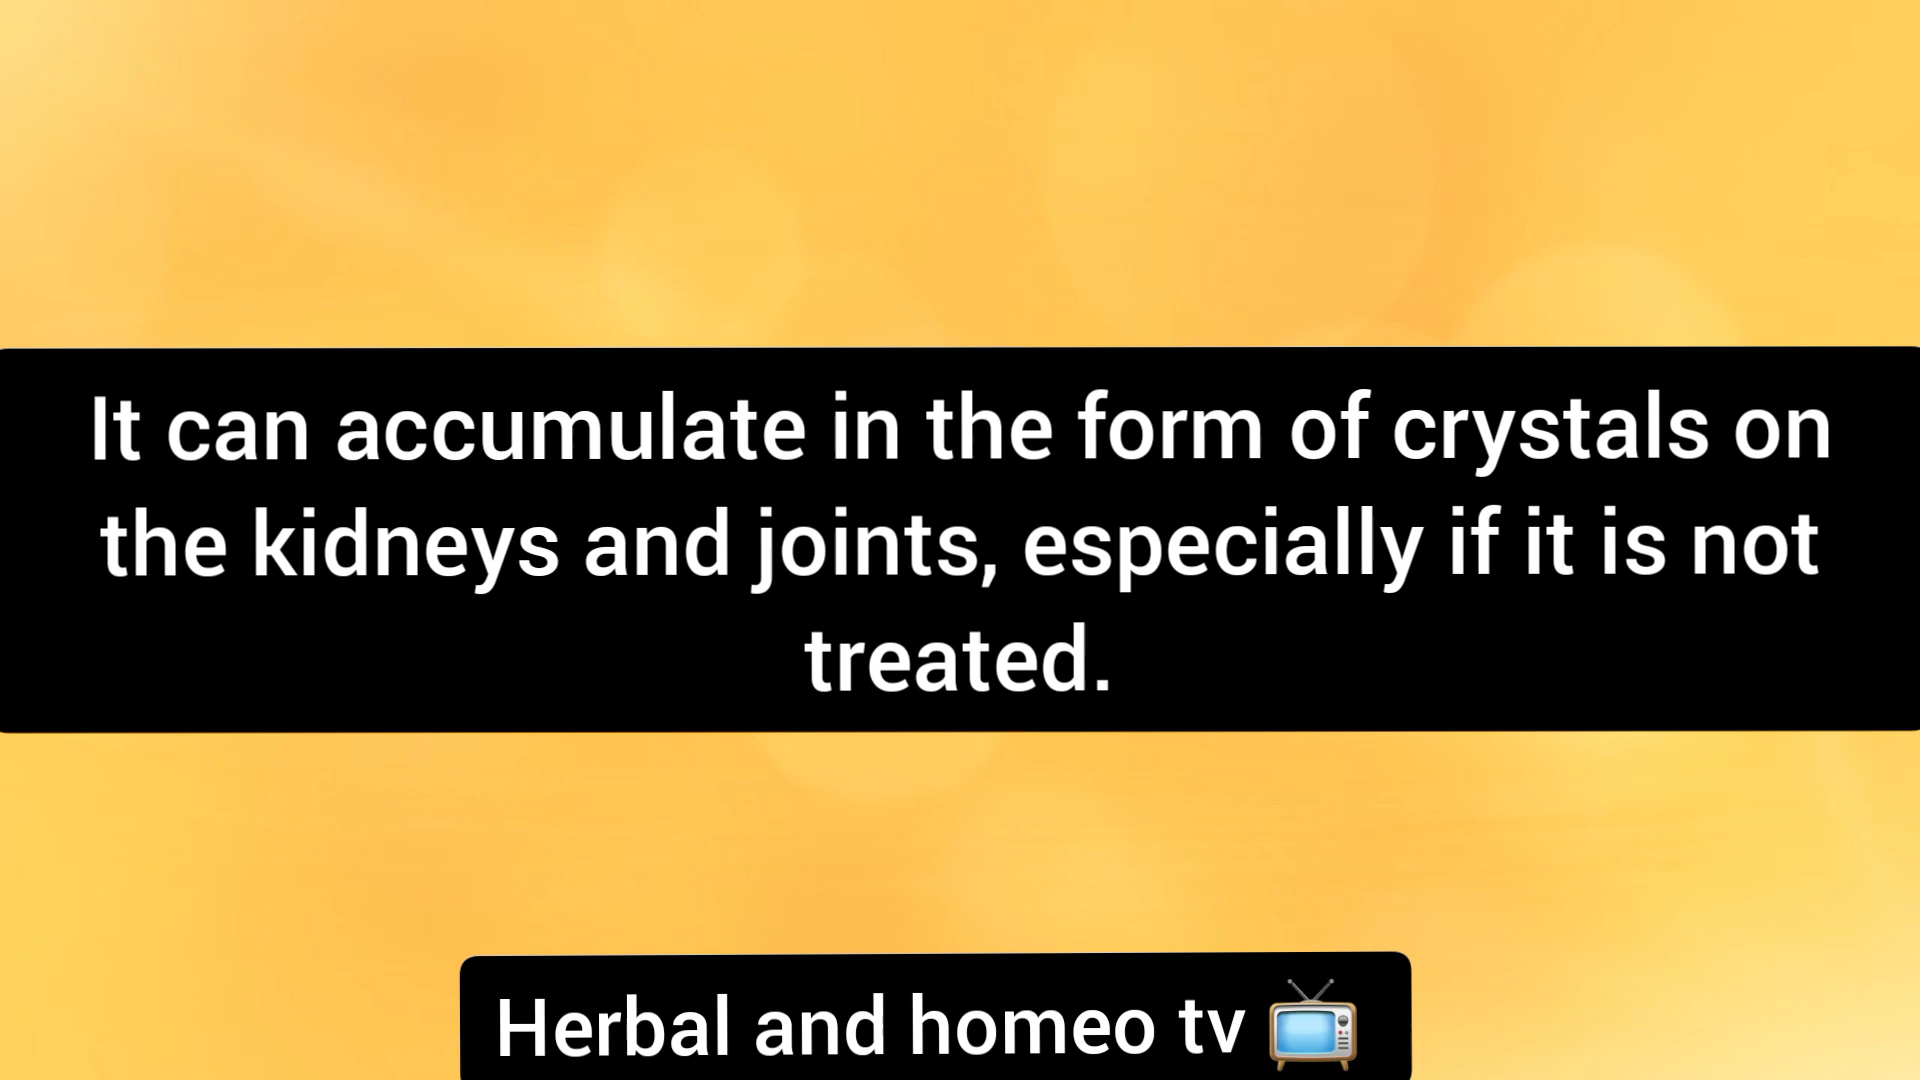 It can accumulate in the form of crystals on
the kidneys and joints, especially if it is not
treated.
Herbal and homeo tv 📺